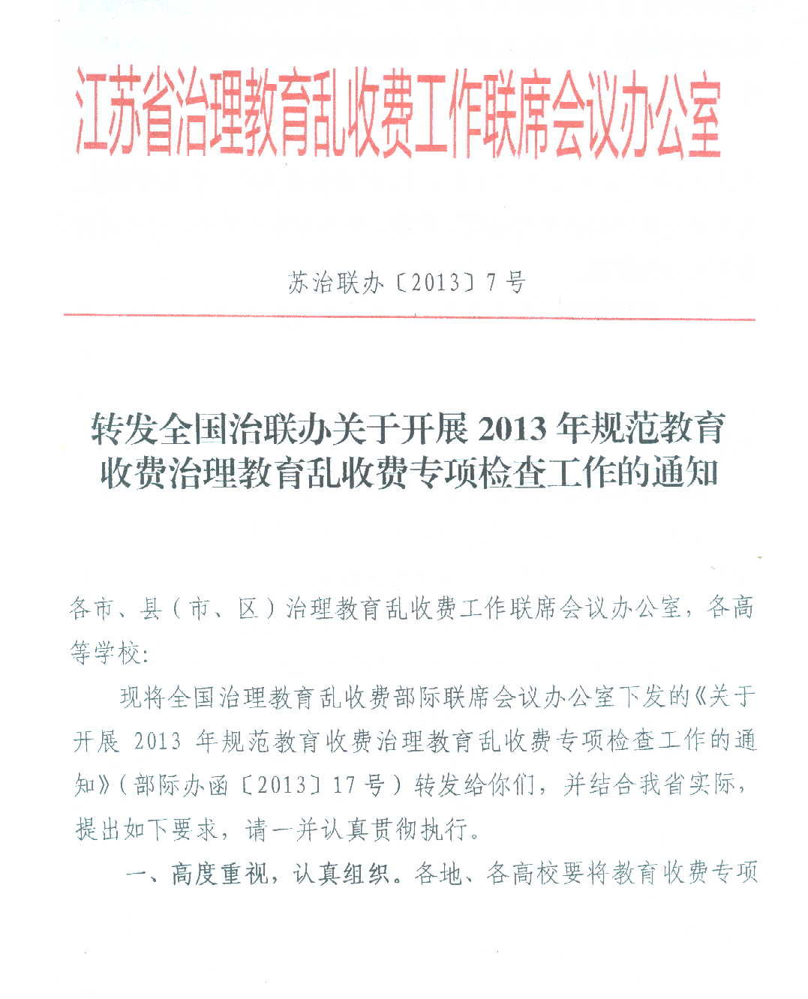 江苏省治理教育乱收费工作联席会议办公室
苏治联办〔2013〕7号
转发全国治联办关于开展2013年规范教育
收费治理教育乱收费专项检查工作的通知
各市、县（市、区）治理教育乱收费工作联席会议办公室，各高
等学校：
现将全国治理教育乱收费部际联席会议办公室下发的《关于
开展 2013 年规范教育收费治理教育乱收费专项检查工作的通
知》（部际办函〔2013〕17号）转发给你们，并结合我省实际，
提出如下要求，请一并认真贯彻执行。
一、高度重视，认真组织。各地、各高校要将教育收费专项